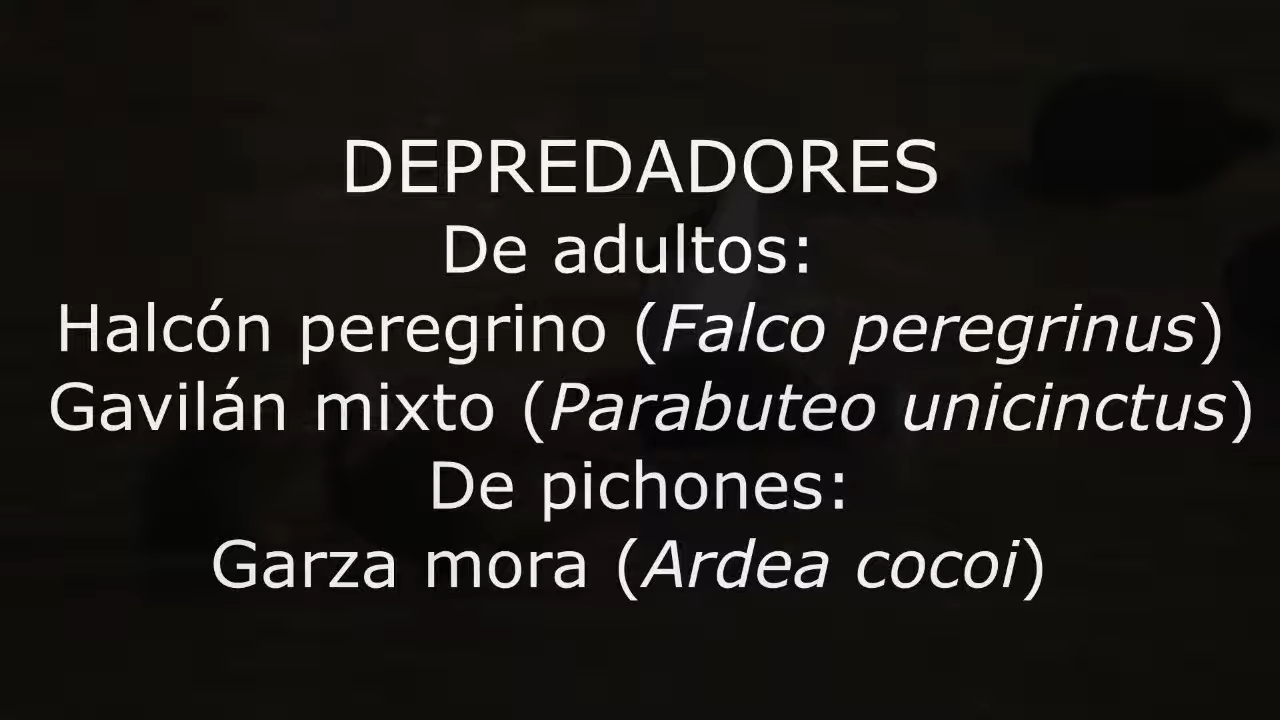 DEPREDADORES
De adultos:
Halcón peregrino (Falco peregrinus)
Gavilán mixto (Parabuteo unicinctus)
De pichones:
Garza mora (Ardea cocoi)